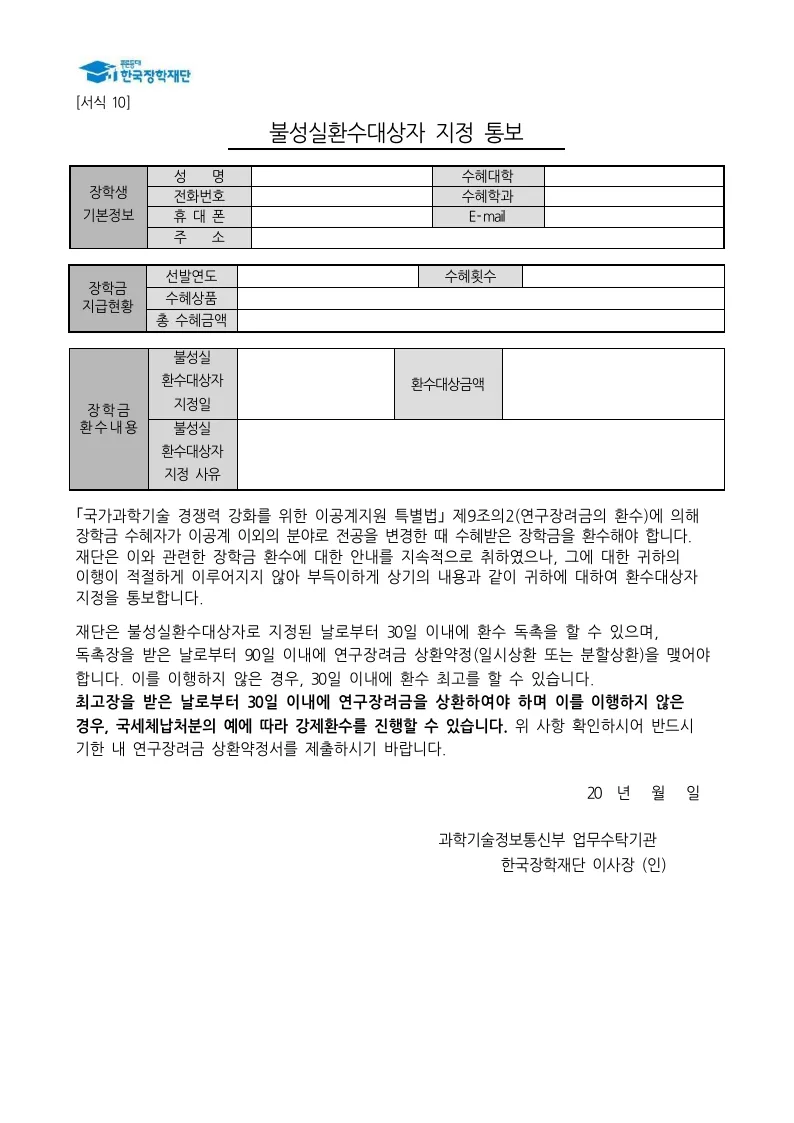 푸른등대
한국장학재단
[서식 10]
불성실환수대상자 지정 통보
장학생
기본정보
성 명
수혜대학
전화번호
수혜학과
휴 대 폰
E-mail
주 소
장학금
지급현황
선발연도
수혜횟수
수혜상품
총 수혜금액
장학금
환수내용
불성실
환수대상자
지정일
환수대상금액
불성실
환수대상자
지정 사유
「국가과학기술 경쟁력 강화를 위한 이공계지원 특별법」 제9조의2(연구장려금의 환수)에 의해
장학금 수혜자가 이공계 이외의 분야로 전공을 변경한 때 수혜받은 장학금을 환수해야 합니다.
재단은 이와 관련한 장학금 환수에 대한 안내를 지속적으로 취하였으나, 그에 대한 귀하의
이행이 적절하게 이루어지지 않아 부득이하게 상기의 내용과 같이 귀하에 대하여 환수대상자
지정을 통보합니다.
재단은 불성실환수대상자로 지정된 날로부터 30일 이내에 환수 독촉을 할 수 있으며,
독촉장을 받은 날로부터 90일 이내에 연구장려금 상환약정(일시상환 또는 분할상환)을 맺어야
합니다. 이를 이행하지 않은 경우, 30일 이내에 환수 최고를 할 수 있습니다.
최고장을 받은 날로부터 30일 이내에 연구장려금을 상환하여야 하며 이를 이행하지 않은
경우, 국세체납처분의 예에 따라 강제환수를 진행할 수 있습니다. 위 사항 확인하시어 반드시
기한 내 연구장려금 상환약정서를 제출하시기 바랍니다.
20 년 월 일
과학기술정보통신부 업무수탁기관
한국장학재단 이사장 (인)